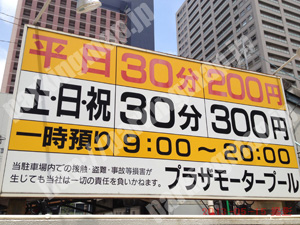 平日30分200円
土・日・祝30分300円
一時預り9:00～20:00
当駐車場内での接触・盗難・事故等損害が
生じても当社は一切の責任を負いかねます。
プラザモータープール